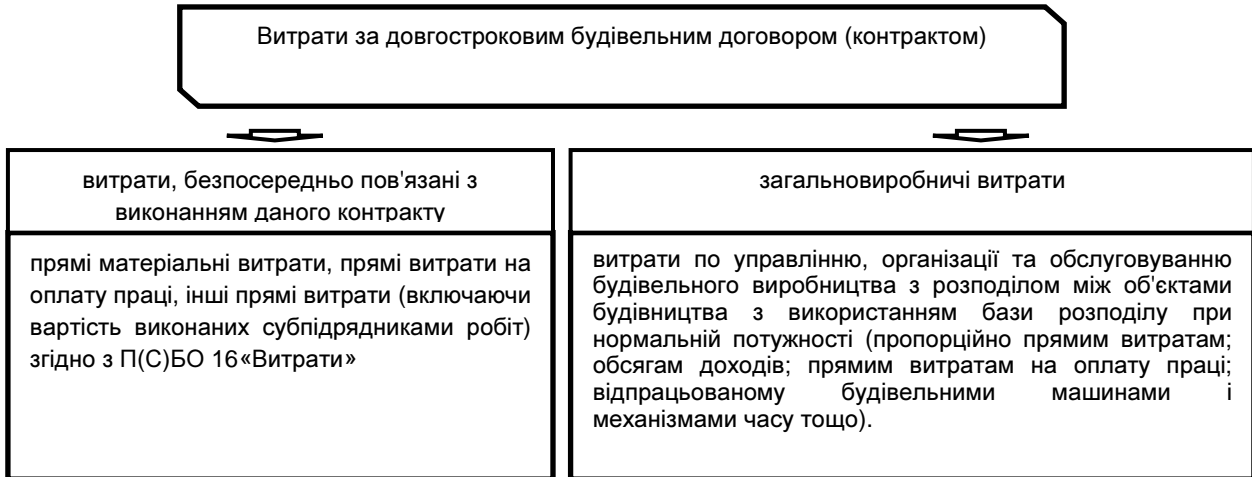 Витрати за довгостроковим будівельним договором (контрактом)
витрати, безпосередньо пов'язані з
виконанням даного контракту
прямі матеріальні витрати, прямі витрати на
оплату праці, інші прямі витрати (включаючи
вартість виконаних субпідрядниками робіт)
згідно з П(С)БО 16«Витрати»
загальновиробничі витрати
витрати по управлінню, організації та обслуговуванню
будівельного виробництва з розподілом між об'єктами
будівництва з використанням бази розподілу при
нормальній потужності (пропорційно прямим витратам;
обсягам доходів; прямим витратам на оплату праці;
відпрацьованому будівельними машинами і
механізмами часу тощо).